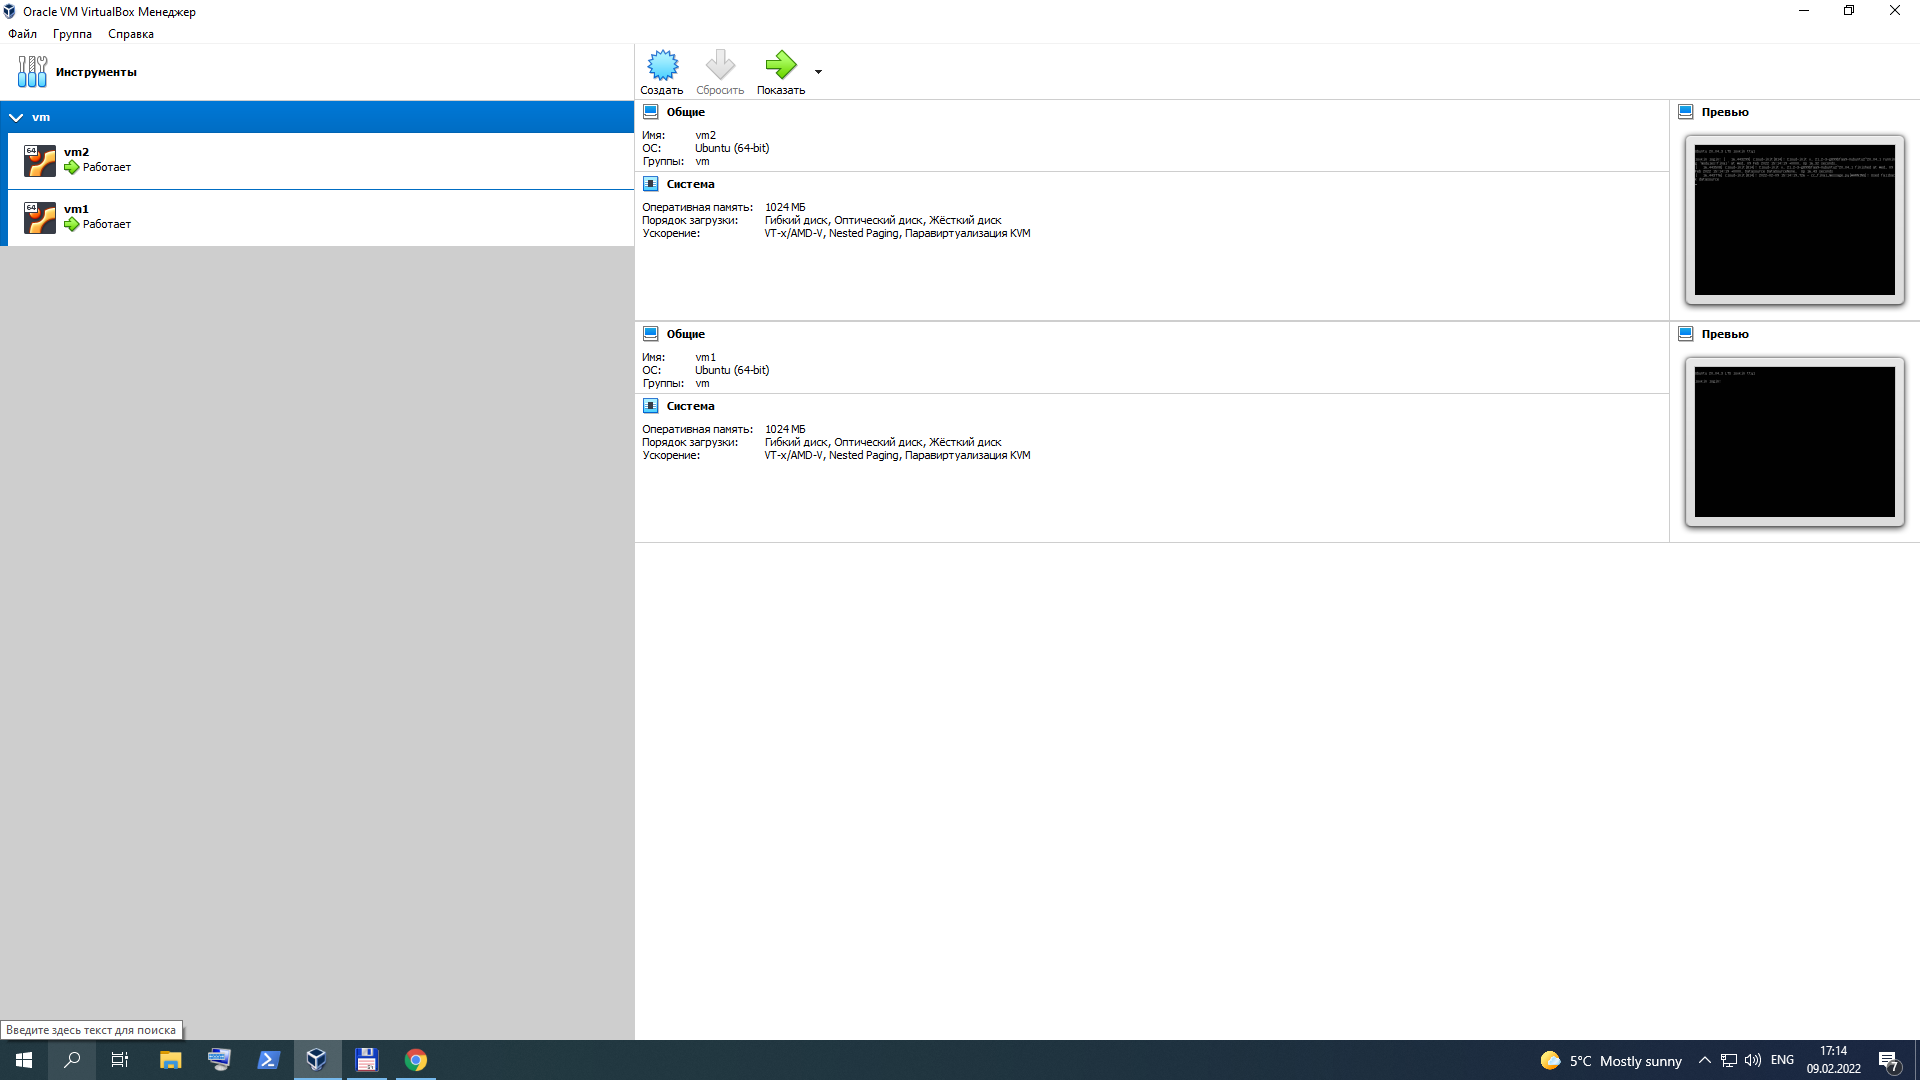 Oracle VM VirtualBox Менеджер
Файл Группа Справка
Инструменты
Создать Сбросить Показать
vm
64 vm2
Работает
64 vm1
Работает
Общие
Имя: vm2
ОС: Ubuntu (64-bit)
Группы: vm
Система
Оперативная память: 1024 МБ
Порядок загрузки: Гибкий диск, Оптический диск, Жёсткий диск
Ускорение: VT-x/AMD-V, Nested Paging, Паравиртуализация KVM
Превью
Общие
Имя: vm1
ОС: Ubuntu (64-bit)
Группы: vm
Система
Оперативная память: 1024 МБ
Порядок загрузки: Гибкий диск, Оптический диск, Жёсткий диск
Ускорение: VT-x/AMD-V, Nested Paging, Паравиртуализация KVM
Превью
Введите здесь текст для поиска
5°C Mostly sunny
ENG
17:14
09.02.2022
7